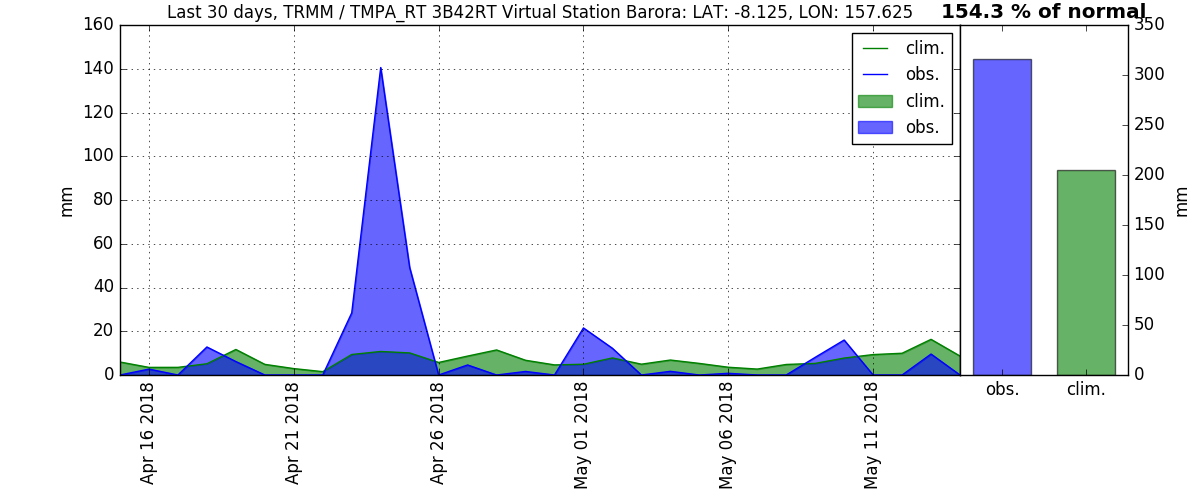 Last 30 days, TRMM / TMPA_RT 3B42RT Virtual Station Barora: LAT: -8.125, LON: 157.625
154.3 % of normal
160
140
120
100
80
60
40
20
0
mm
clim.
obs.
clim.
obs.
Apr 16 2018
Apr 21 2018
Apr 26 2018
May 01 2018
May 06 2018
May 11 2018
350
300
250
200
150
100
50
0
mm
obs.
clim.